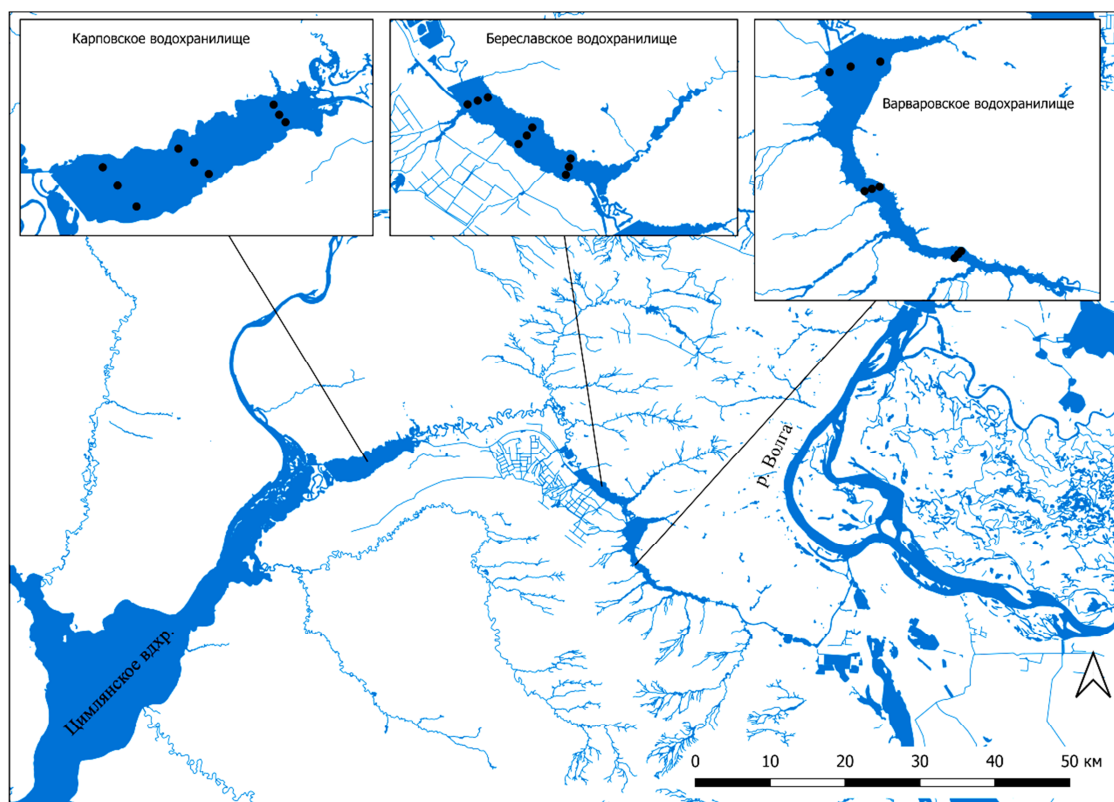 Карповское водохранилище
Береславское водохранилище
Варваровское водохранилище
р. Волга
Цимлянское вдхр.
0 10 20 30 40 50 км